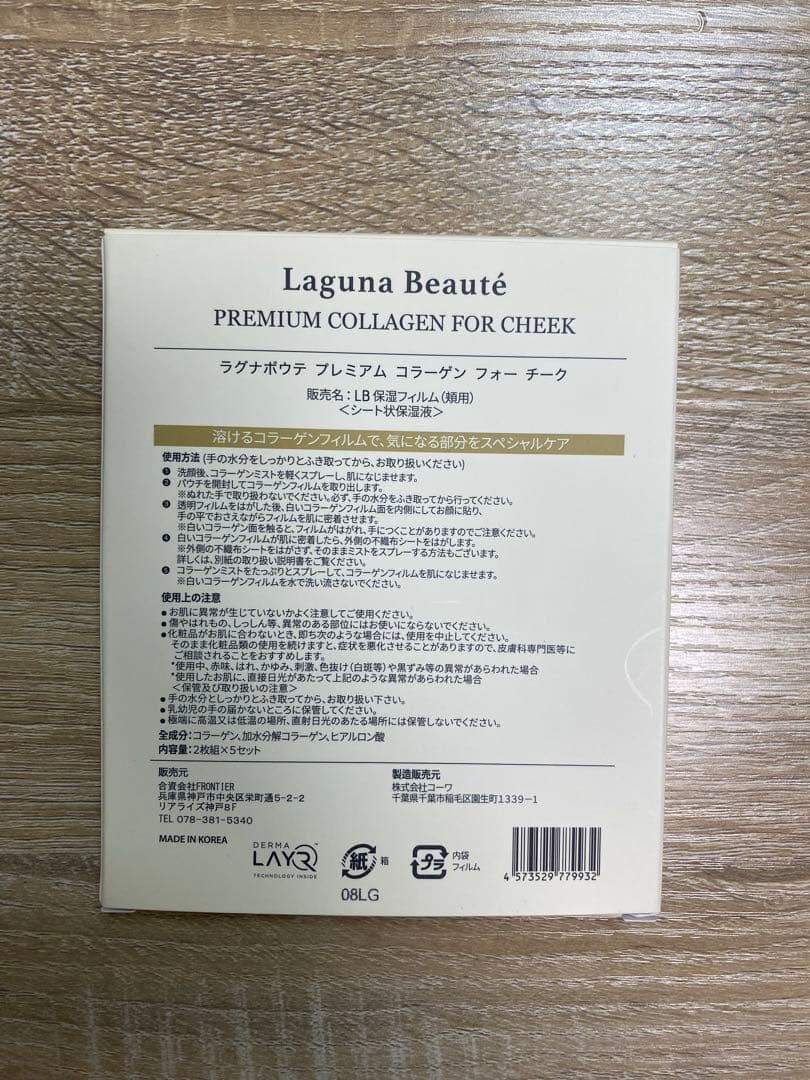 Laguna Beauté
PREMIUM COLLAGEN FOR CHEEK
ラグナボウテ プレミアム コラーゲン フォー チーク
販売名：LB 保湿フィルム（頬用）
＜シート状保湿液＞
溶けるコラーゲンフィルムで、気になる部分をスペシャルケア
使用方法 (手の水分をしっかりとふき取ってから、お取り扱いください)
❶ 洗顔後、コラーゲンミストを軽くスプレーし、肌になじませます。
❷ パウチを開封してコラーゲンフィルムを取り出します。
※ぬれた手で取り扱わないでください。必ず、手の水分をふき取ってから行ってください。
❸ 透明フィルムをはがした後、白いコラーゲンフィルム面を内側にしてお顔に貼り、
手の平でおさえながらフィルムを肌に密着させます。
※白いコラーゲン面を触ると、フィルムがはがれ、手につくことがありますのでご注意ください。
❹ 白いコラーゲンフィルムが肌に密着したら、外側の不織布シートをはがします。
※外側の不織布シートをはがさず、そのままミストをスプレーする方法もございます。
詳しくは、別紙の取り扱い説明書をご覧ください。
❺ コラーゲンミストをたっぷりとスプレーして、コラーゲンフィルムを肌になじませます。
※白いコラーゲンフィルムを水で洗い流さないでください。
使用上の注意
● お肌に異常が生じていないかよく注意してご使用ください。
● 傷やはれもの、しっしん等、異常のある部位にはお使いにならないでください。
● 化粧品がお肌に合わないとき、即ち次のような場合には、使用を中止してください。
そのまま化粧品類の使用を続けますと、症状を悪化させることがありますので、皮膚科専門医等に
ご相談されることをおすすめします。
*使用中、赤味、はれ、かゆみ、刺激、色抜け（白斑等）や黒ずみ等の異常があらわれた場合
*使用したお肌に、直接日光があたって上記のような異常があらわれた場合
＜保管及び取り扱いの注意＞
● 手の水分としっかりとふき取ってから、お取り扱い下さい。
● 乳幼児の手の届かないところに保管してください。
● 極端に高温又は低温の場所、直射日光のあたる場所には保管しないでください。
全成分：コラーゲン、加水分解コラーゲン、ヒアルロン酸
内容量：2枚組×5セット
販売元
合資会社FRONTIER
兵庫県神戸市中央区栄町通5-2-2
リアライズ神戸8F
TEL 078-381-5340
製造販売元
株式会社コーワ
千葉県千葉市稲毛区園生町1339−1
MADE IN KOREA
DERMA
LAYR™
TECHNOLOGY INSIDE
紙
箱
プラ
内袋
フィルム
4 573529 779932
08LG